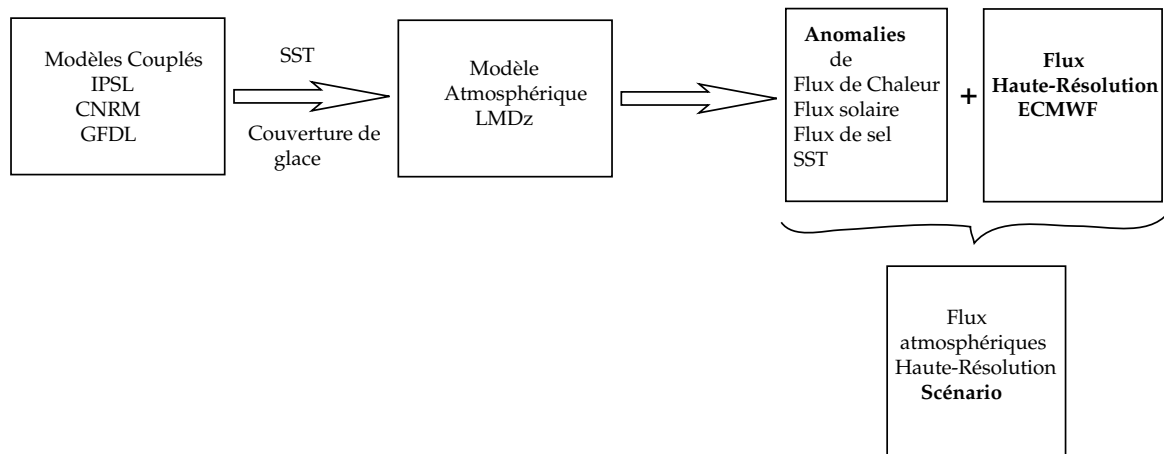 Modèles Couplés
IPSL
CNRM
GFDL
SST
Couverture de
glace
Modèle
Atmosphérique
LMDz
Anomalies
de
Flux de Chaleur
Flux solaire
Flux de sel
SST
+
Flux
Haute-Résolution
ECMWF
Flux
atmosphériques
Haute-Résolution
Scénario